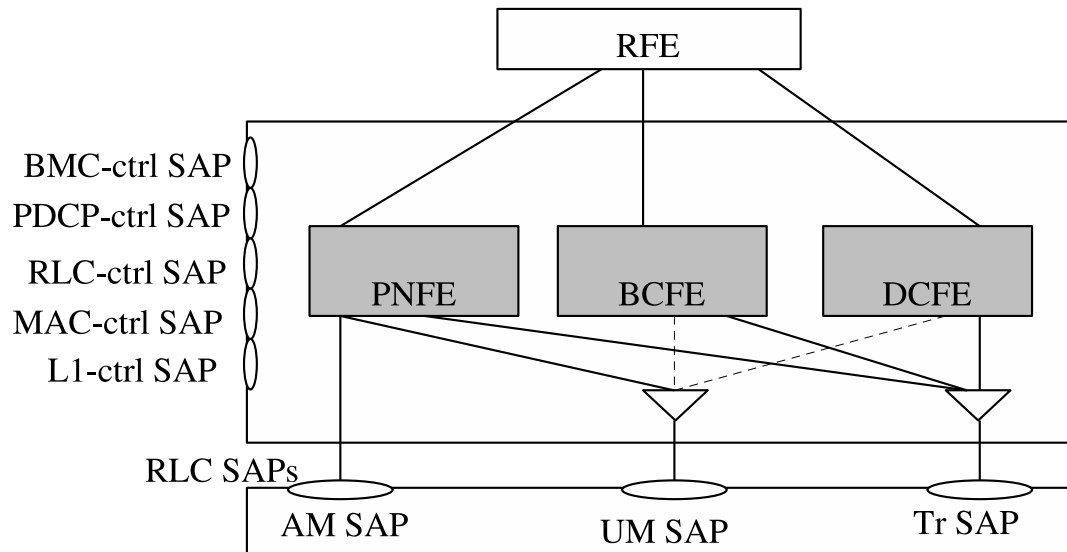 RFE
BMC-ctrl SAP
PDCP-ctrl SAP
RLC-ctrl SAP
MAC-ctrl SAP
L1-ctrl SAP
PNFE
BCFE
DCFE
RLC SAPs
AM SAP
UM SAP
Tr SAP